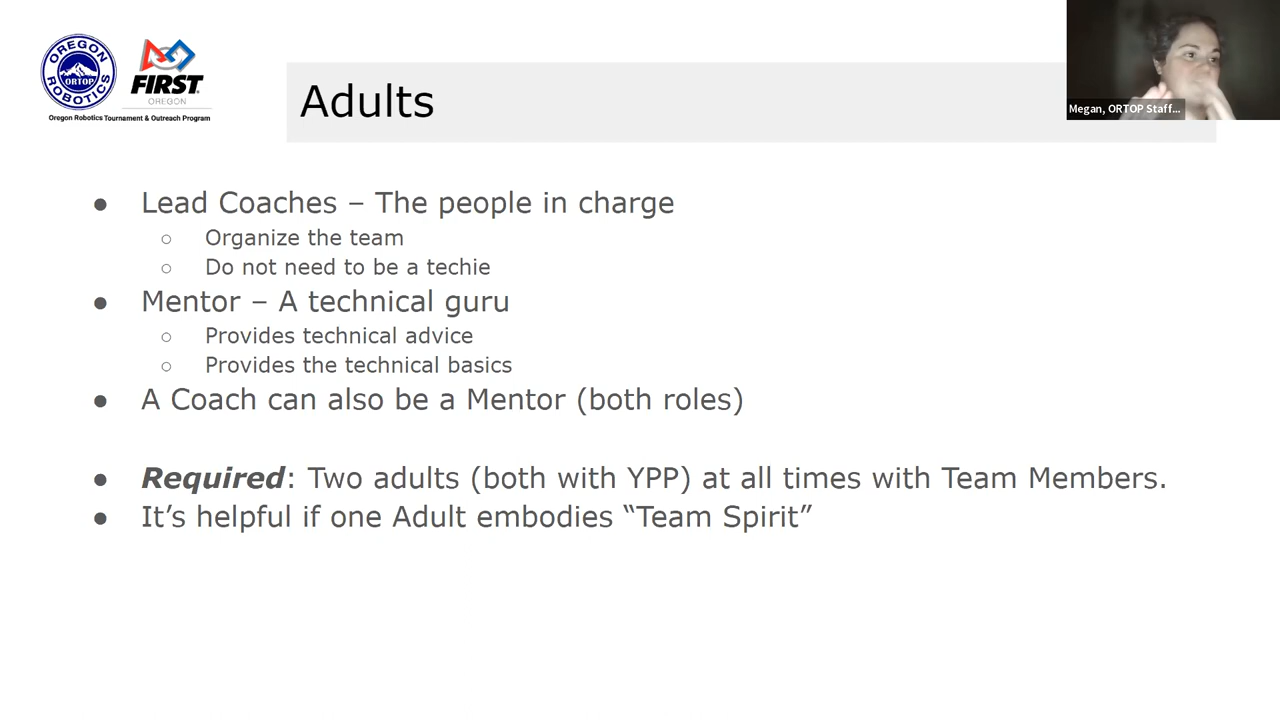 OREGON ROBOTICS
ORTOP
FIRST
OREGON
Oregon Robotics Tournament & Outreach Program
Adults
Megan, ORTOP Staff...
● Lead Coaches – The people in charge
○ Organize the team
○ Do not need to be a techie
● Mentor – A technical guru
○ Provides technical advice
○ Provides the technical basics
● A Coach can also be a Mentor (both roles)
● Required: Two adults (both with YPP) at all times with Team Members.
● It’s helpful if one Adult embodies “Team Spirit”